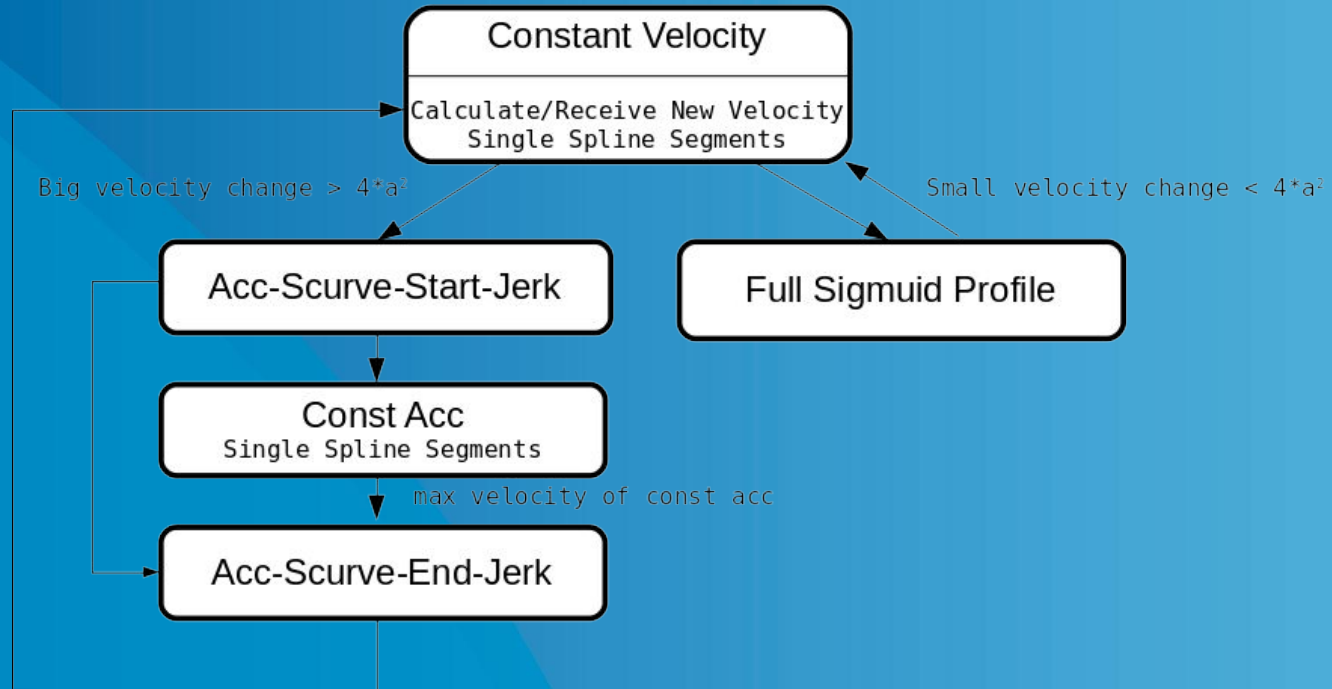 Constant Velocity
Calculate/Receive New Velocity
Single Spline Segments
Big velocity change > 4*a²
Small velocity change < 4*a²
Acc-Scurve-Start-Jerk
Full Sigmuid Profile
Const Acc
Single Spline Segments
max velocity of const acc
Acc-Scurve-End-Jerk